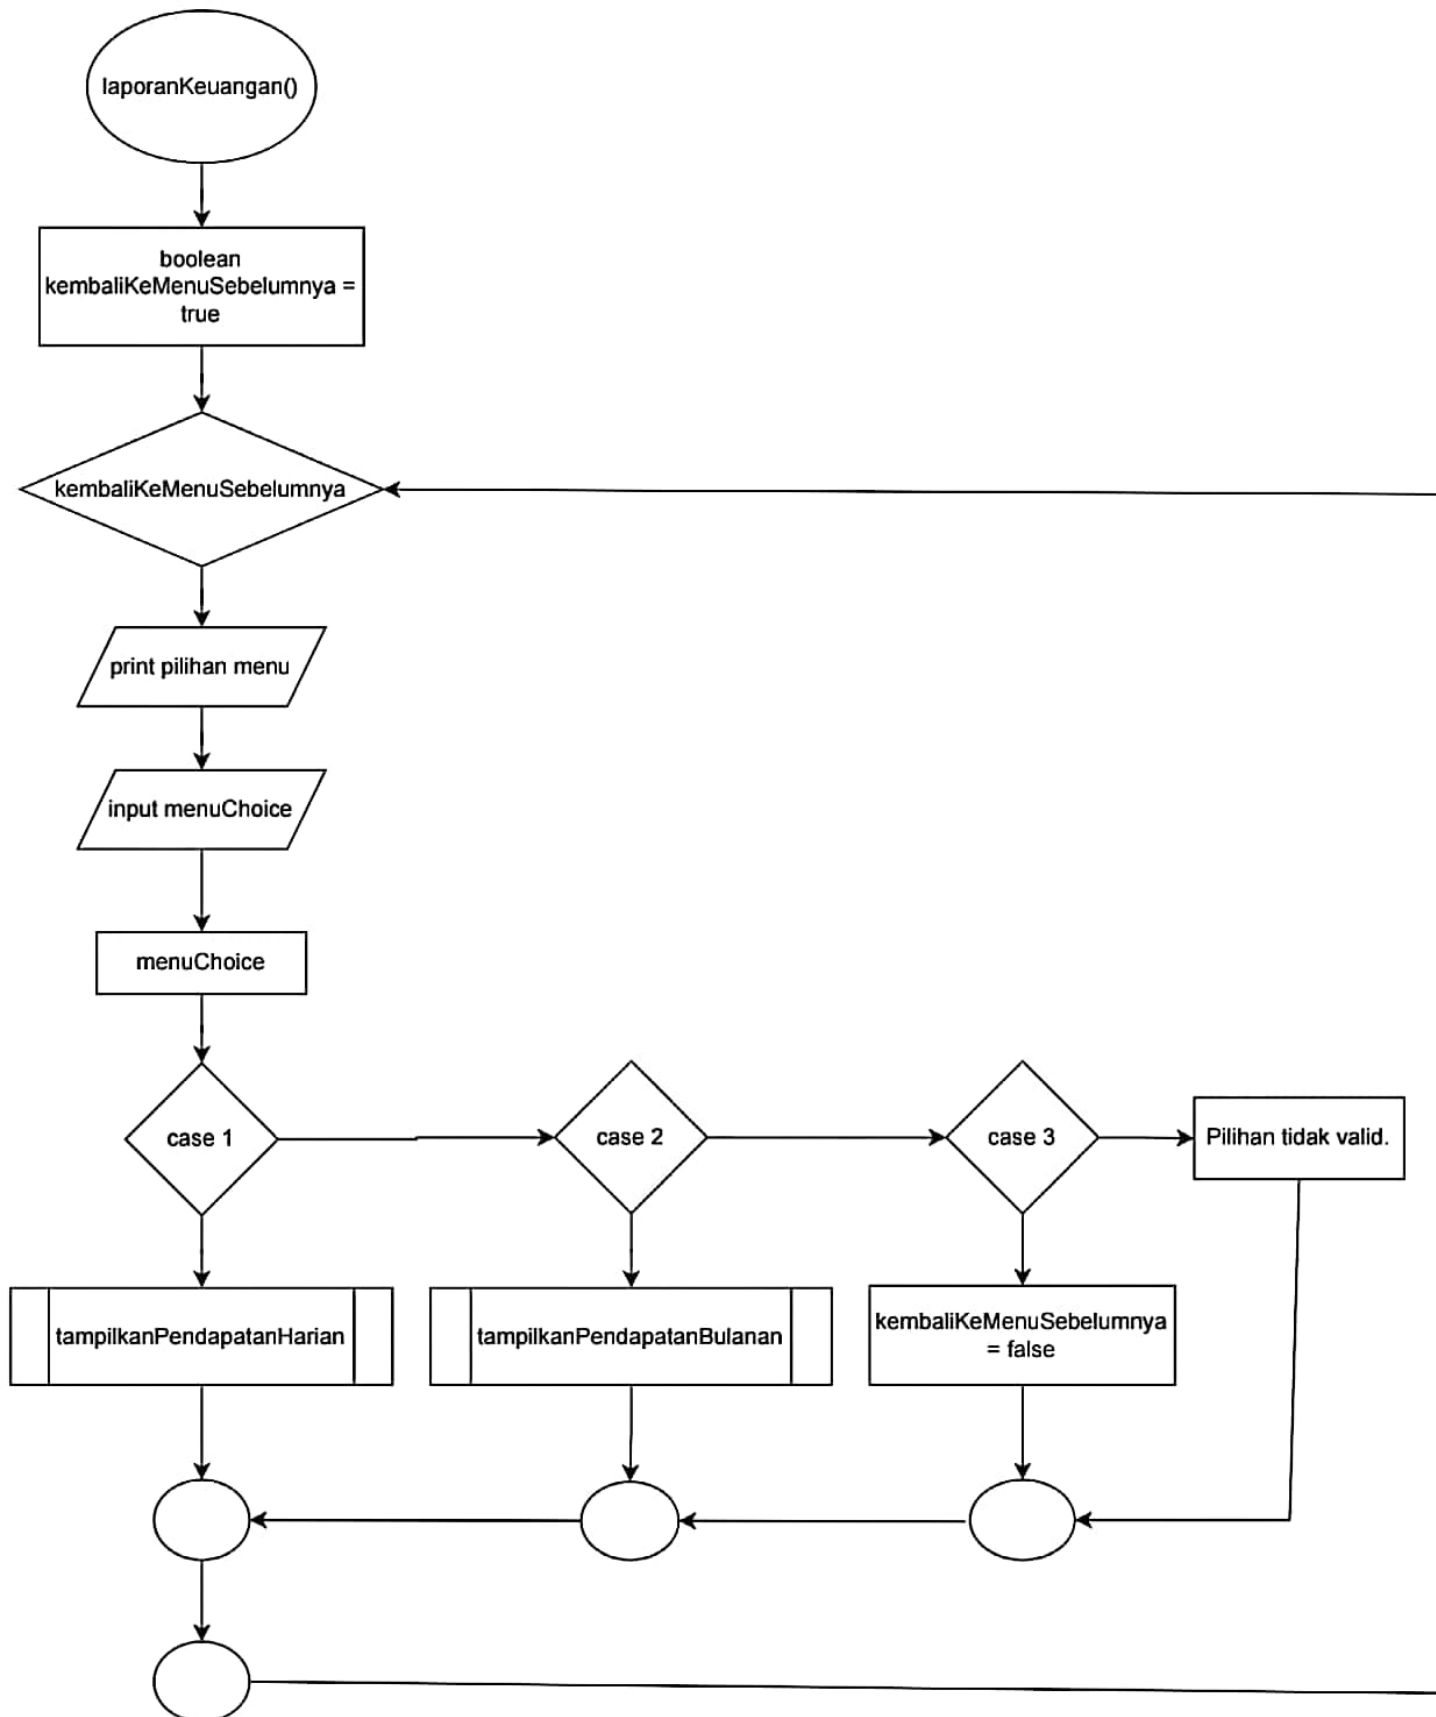 laporanKeuangan()
boolean
kembaliKeMenuSebelumnya =
true
kembaliKeMenuSebelumnya
print pilihan menu
input menuChoice
menuChoice
case 1
case 2
case 3
Pilihan tidak valid.
tampilkanPendapatanHarian
tampilkanPendapatanBulanan
kembaliKeMenuSebelumnya
= false